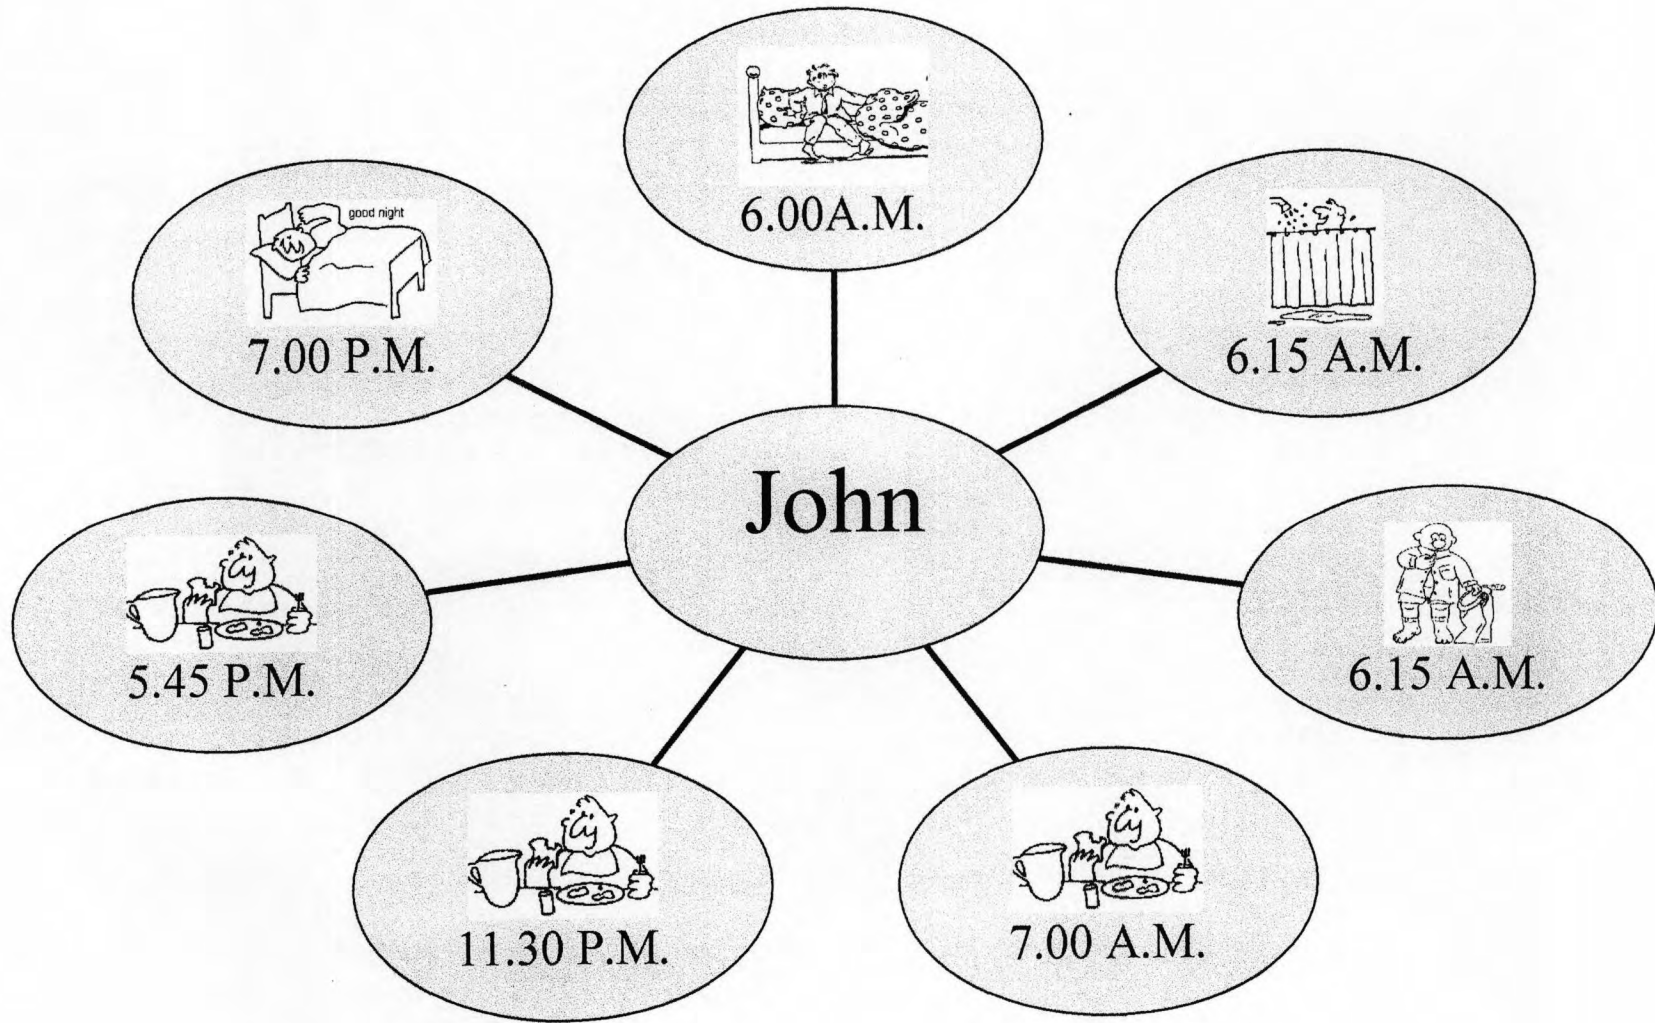 6.00A.M.
good night
7.00 P.M.
6.15 A.M.
John
5.45 P.M.
6.15 A.M.
11.30 P.M.
7.00 A.M.